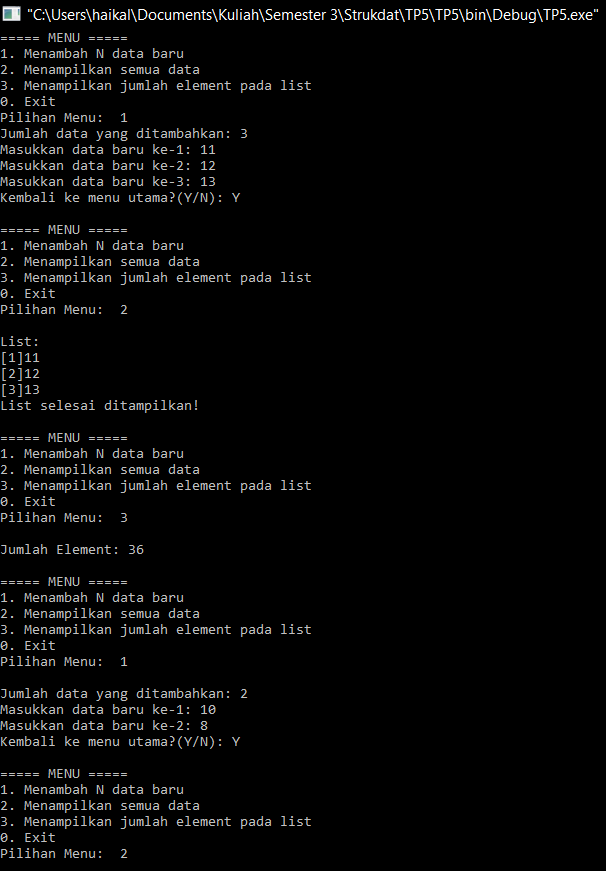 "C:\Users\haikal\Documents\Kuliah\Semester 3\Strukdat\TP5\TP5\bin\Debug\TP5.exe"
===== MENU =====
1. Menambah N data baru
2. Menampilkan semua data
3. Menampilkan jumlah element pada list
0. Exit
Pilihan Menu:  1
Jumlah data yang ditambahkan: 3
Masukkan data baru ke-1: 11
Masukkan data baru ke-2: 12
Masukkan data baru ke-3: 13
Kembali ke menu utama?(Y/N): Y
===== MENU =====
1. Menambah N data baru
2. Menampilkan semua data
3. Menampilkan jumlah element pada list
0. Exit
Pilihan Menu:  2
List:
[1]11
[2]12
[3]13
List selesai ditampilkan!
===== MENU =====
1. Menambah N data baru
2. Menampilkan semua data
3. Menampilkan jumlah element pada list
0. Exit
Pilihan Menu:  3
Jumlah Element: 36
===== MENU =====
1. Menambah N data baru
2. Menampilkan semua data
3. Menampilkan jumlah element pada list
0. Exit
Pilihan Menu:  1
Jumlah data yang ditambahkan: 2
Masukkan data baru ke-1: 10
Masukkan data baru ke-2: 8
Kembali ke menu utama?(Y/N): Y
===== MENU =====
1. Menambah N data baru
2. Menampilkan semua data
3. Menampilkan jumlah element pada list
0. Exit
Pilihan Menu:  2